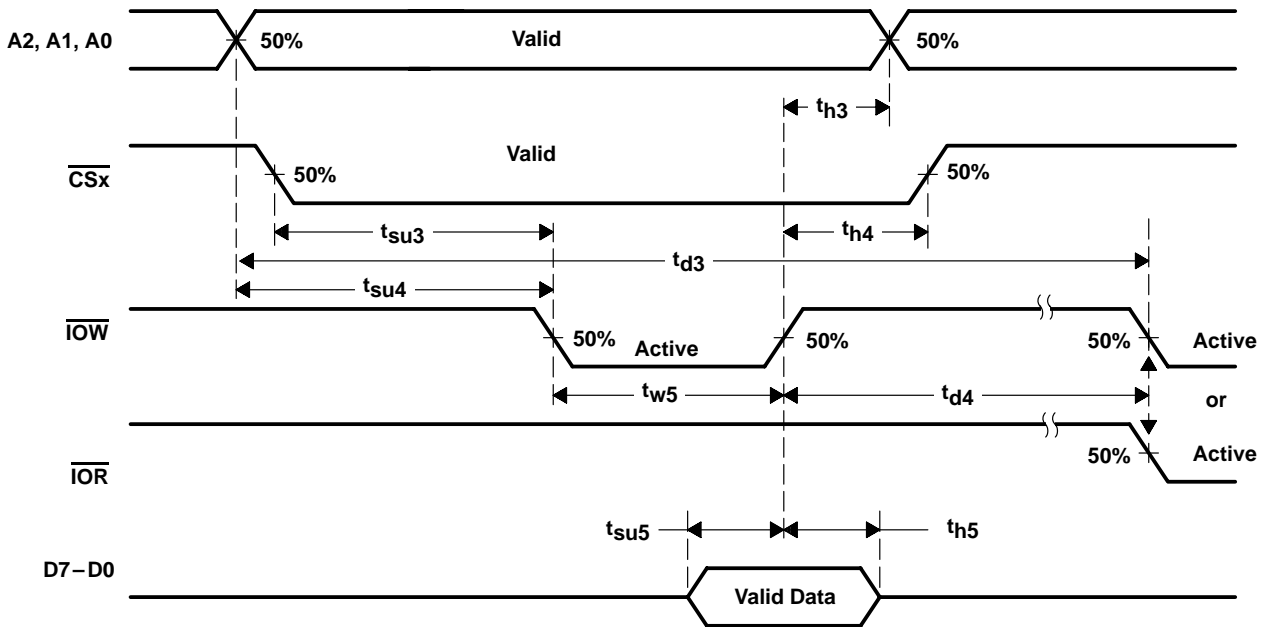 A2, A1, A0
50%
Valid
50%
th3
CSx
50%
Valid
50%
tsu3
th4
td3
tsu4
IOW
50%
Active
50%
50%
Active
tw5
td4
or
IOR
50%
Active
tsu5
th5
D7–D0
Valid Data